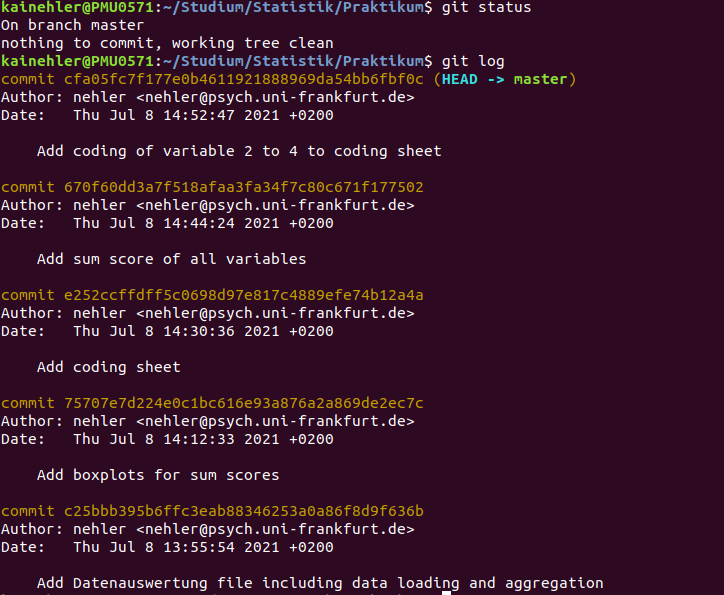 kainehler@PMU0571:~/Studium/Statistik/Praktikum$ git status
On branch master
nothing to commit, working tree clean
kainehler@PMU0571:~/Studium/Statistik/Praktikum$ git log
commit cfa05fc7f177e0b4611921888969da54bb6fbf0c (HEAD -> master)
Author: nehler <nehler@psych.uni-frankfurt.de>
Date:   Thu Jul 8 14:52:47 2021 +0200
    Add coding of variable 2 to 4 to coding sheet
commit 670f60dd3a7f518afaa3fa34f7c80c671f177502
Author: nehler <nehler@psych.uni-frankfurt.de>
Date:   Thu Jul 8 14:44:24 2021 +0200
    Add sum score of all variables
commit e252ccffdff5c0698d97e817c4889efe74b12a4a
Author: nehler <nehler@psych.uni-frankfurt.de>
Date:   Thu Jul 8 14:30:36 2021 +0200
    Add coding sheet
commit 75707e7d224e0c1bc616e93a876a2a869de2ec7c
Author: nehler <nehler@psych.uni-frankfurt.de>
Date:   Thu Jul 8 14:12:33 2021 +0200
    Add boxplots for sum scores
commit c25bbb395b6ffc3eab88346253a0a86f8d9f636b
Author: nehler <nehler@psych.uni-frankfurt.de>
Date:   Thu Jul 8 13:55:54 2021 +0200
    Add Datenauswertung file including data loading and aggregation